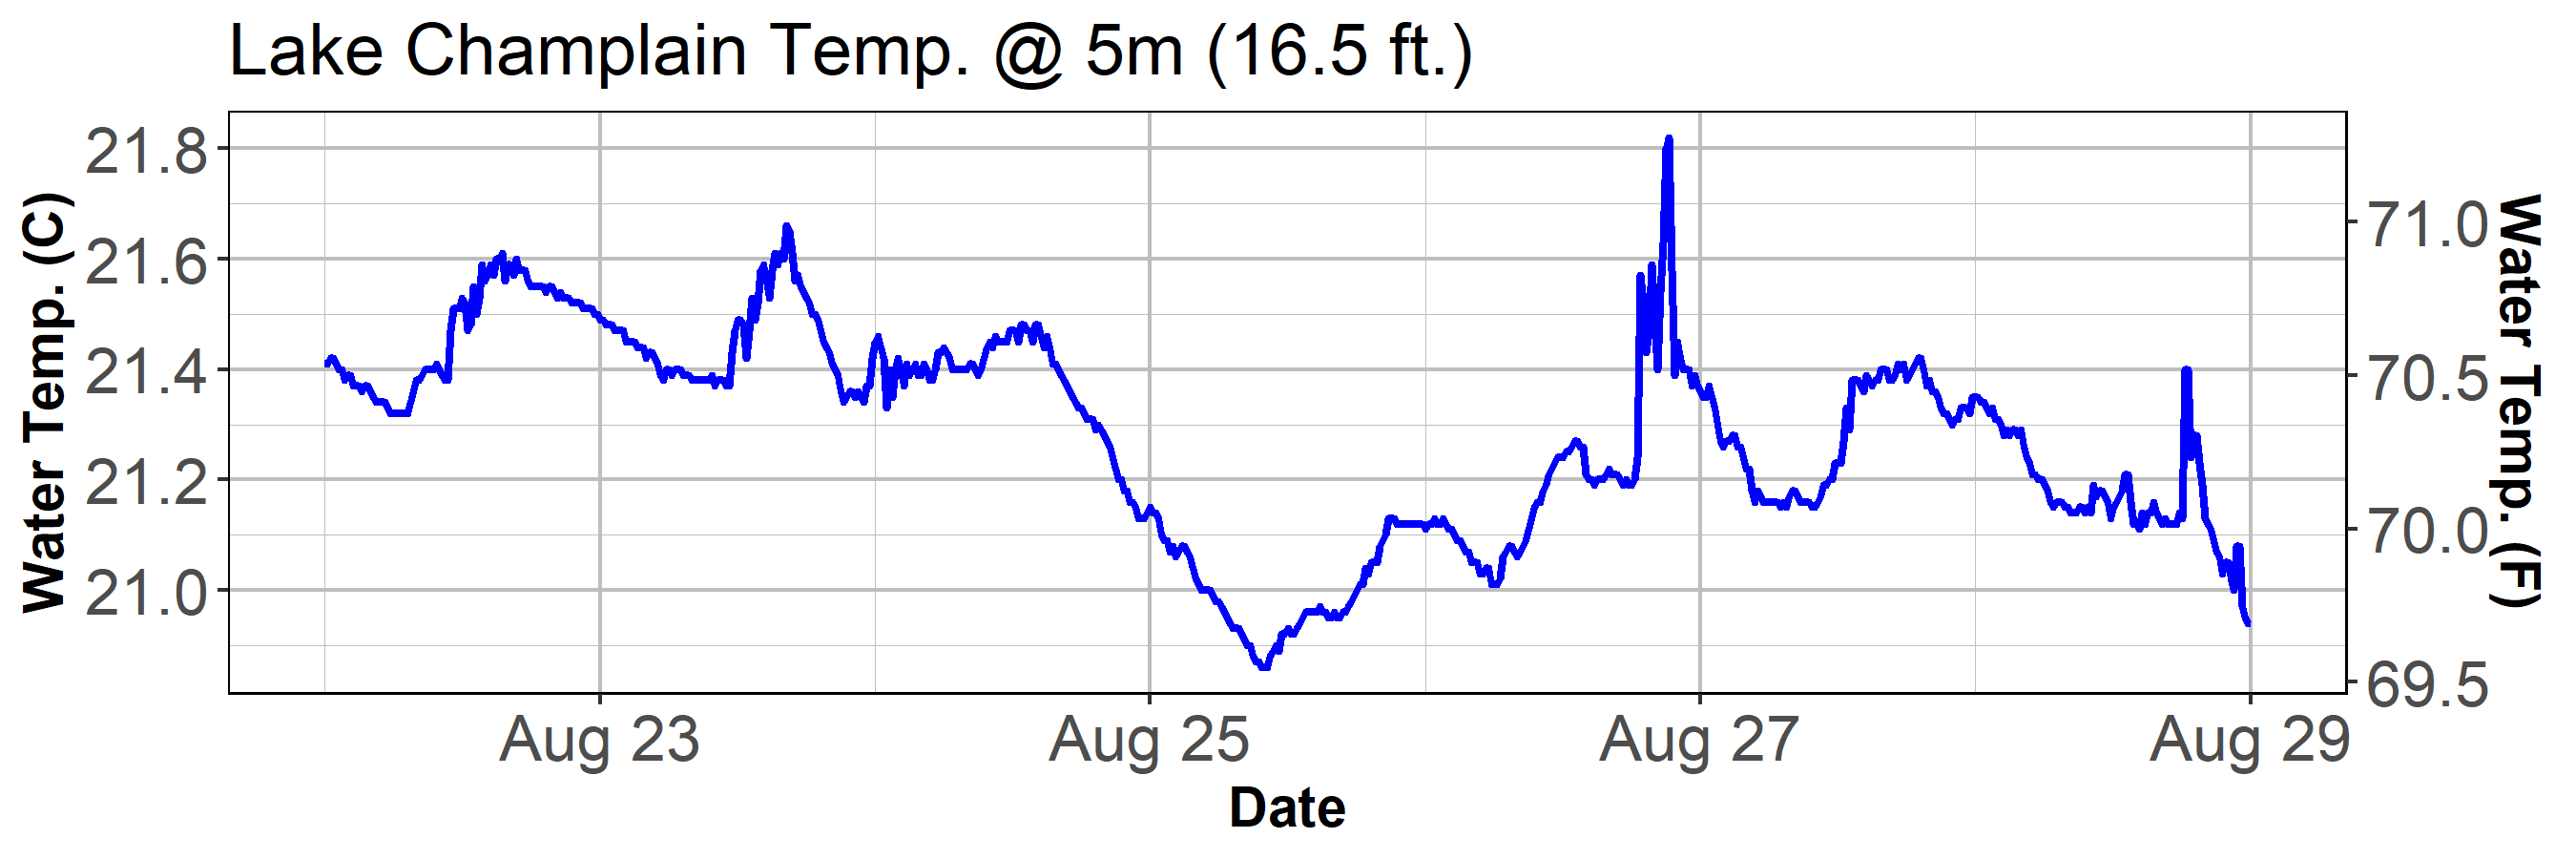 Lake Champlain Temp. @ 5m (16.5 ft.)
Water Temp. (C)
21.8
21.6
21.4
21.2
21.0
71.0
70.5
70.0
69.5
Water Temp. (F)
Aug 23 Aug 25 Aug 27 Aug 29
Date